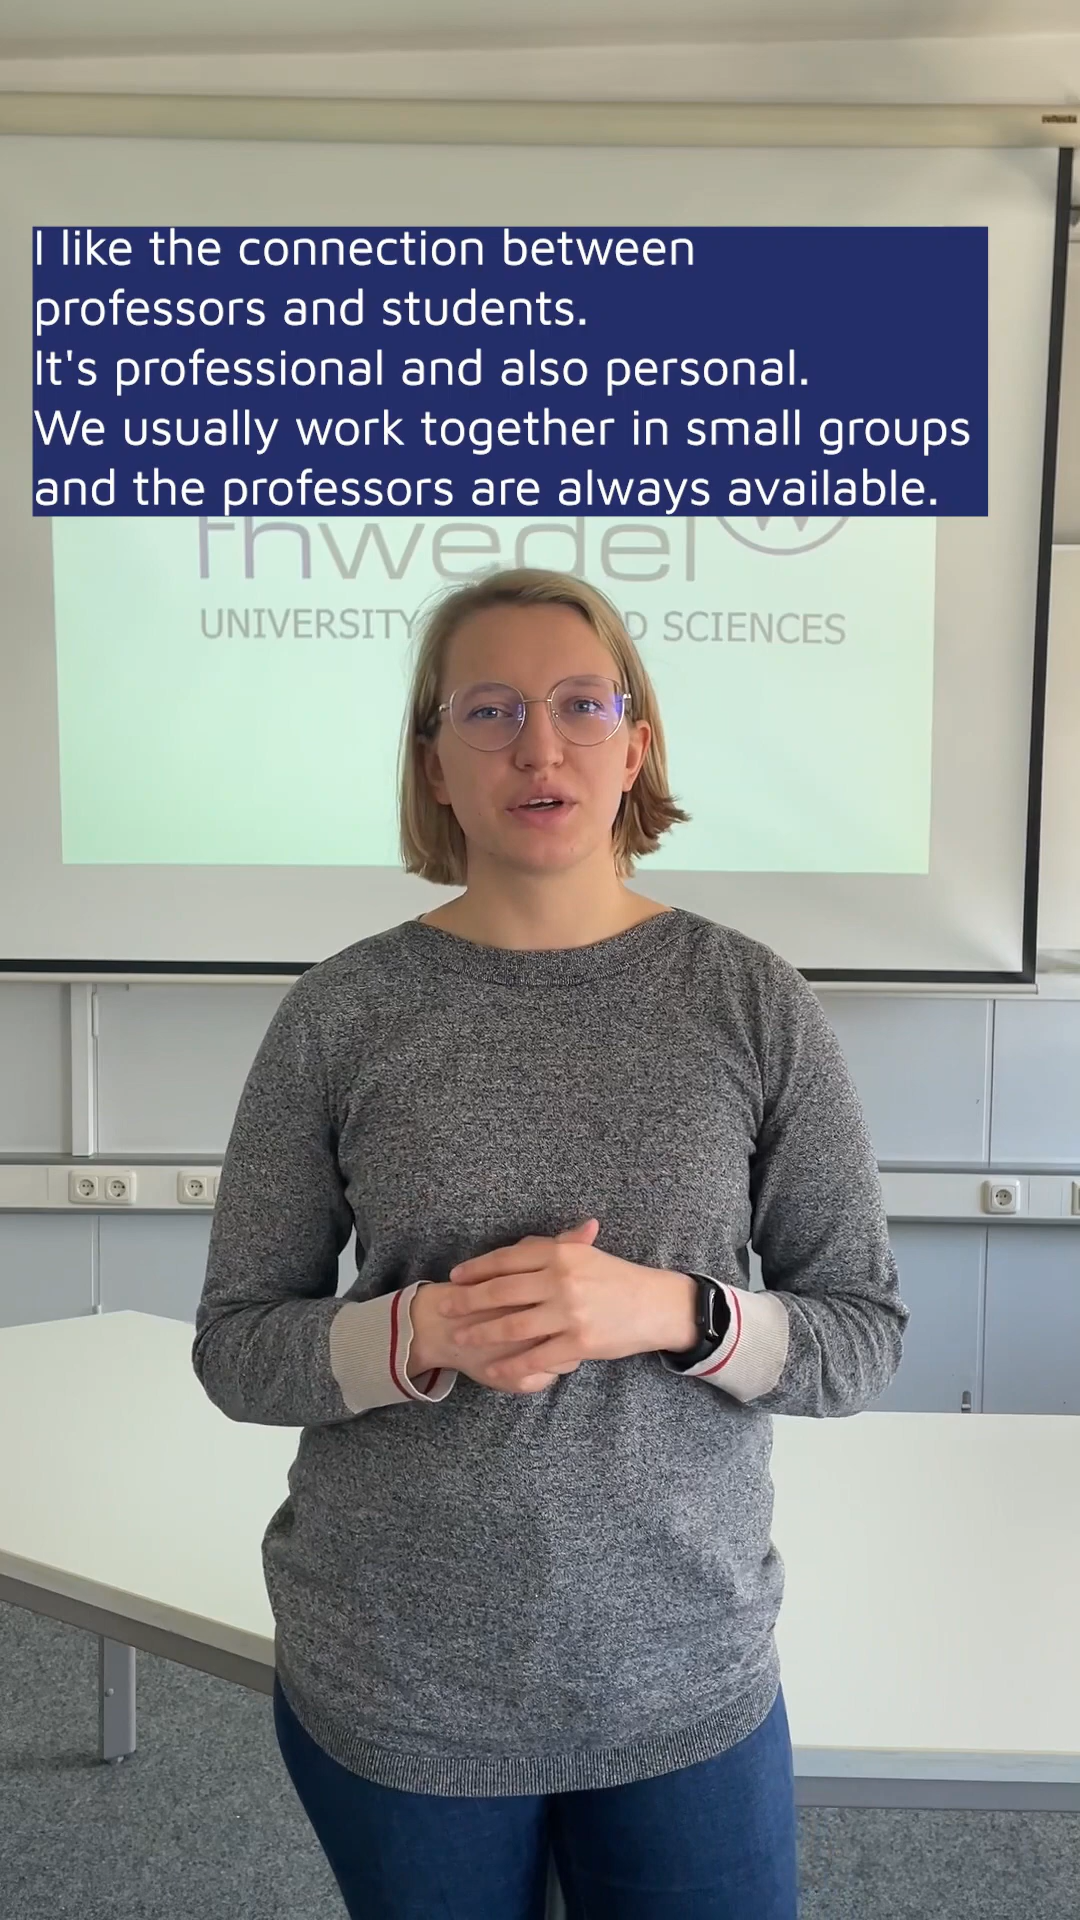 reflecta
I like the connection between
professors and students.
It's professional and also personal.
We usually work together in small groups
and the professors are always available.
fhwedel
UNIVERSITY D SCIENCES